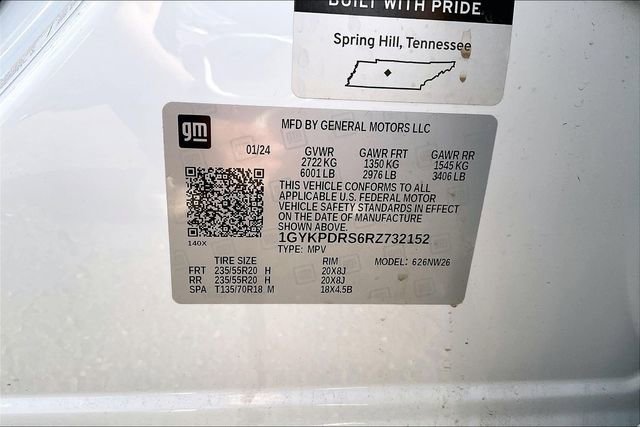 BUILT WITH PRIDE
Spring Hill, Tennessee
gm
MFD BY GENERAL MOTORS LLC
01/24 GVWR GAWR FRT GAWR RR
2722 KG 1350 KG 1545 KG
6001 LB 2976 LB 3406 LB
THIS VEHICLE CONFORMS TO ALL
APPLICABLE U.S. FEDERAL MOTOR
VEHICLE SAFETY STANDARDS IN EFFECT
ON THE DATE OF MANUFACTURE
SHOWN ABOVE.
1GYKPDRS6RZ732152
140X
TYPE: MPV
TIRE SIZE RIM MODEL: 626NW26
FRT 235/55R20 H 20X8J
RR 235/55R20 H 20X8J
SPA T135/70R18 M 18X4.5B